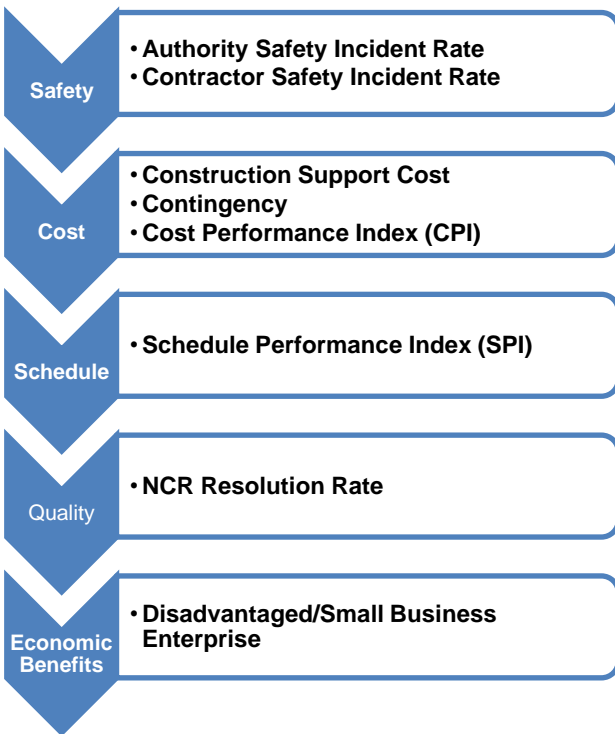 Safety
• Authority Safety Incident Rate
• Contractor Safety Incident Rate
Cost
• Construction Support Cost
• Contingency
• Cost Performance Index (CPI)
Schedule
• Schedule Performance Index (SPI)
Quality
• NCR Resolution Rate
Economic
Benefits
• Disadvantaged/Small Business
Enterprise